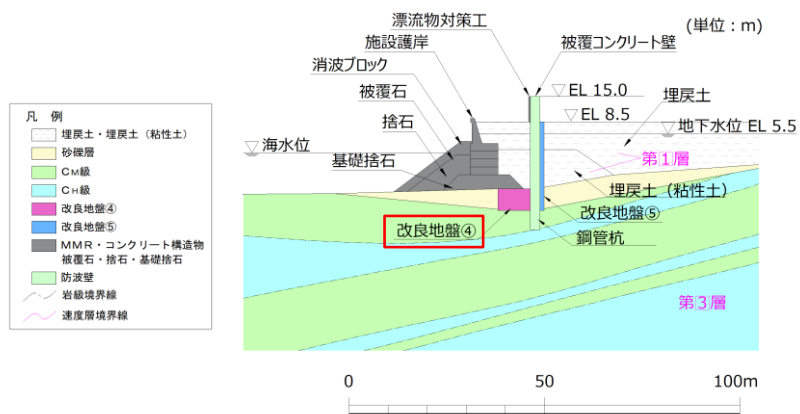 漂流物対策工
(単位:m)
施設護岸
被覆コンクリート壁
消波ブロック
被覆石
EL 15.0
埋戻土
EL 8.5
捨石
地下水位 EL 5.5
海水位
基礎捨石
第1層
埋戻土(粘性土)
改良地盤④
改良地盤⑤
鋼管杭
第3層
凡 例
埋戻土・埋戻土(粘性土)
砂礫層
CM級
CH級
改良地盤④
改良地盤⑤
MMR・コンクリート構造物
被覆石・捨石・基礎捨石
防波壁
岩級境界線
速度層境界線
0 50 100m